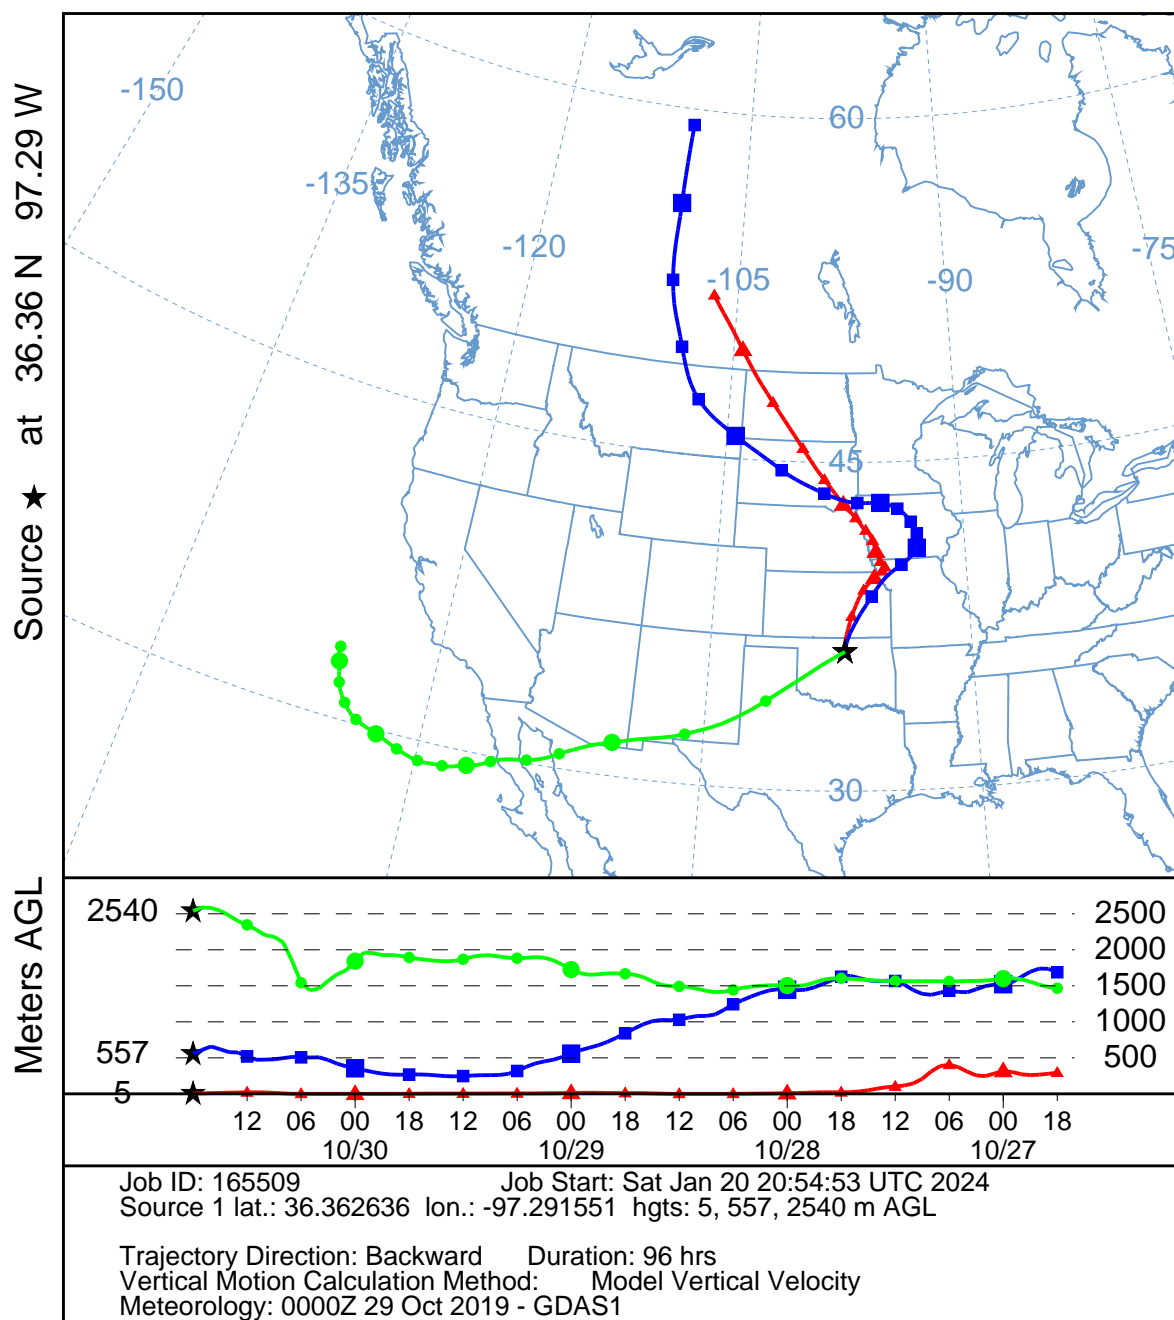 Source ★ at 36.36 N 97.29 W
-150
60
-135
-120
-75
-105
-90
45
30
Meters AGL
2540
2500
2000
1500
1000
557
500
5
12 06 00 18 12 06 00 18 12 06 00 18 12 06 00 18
10/30 10/29 10/28 10/27
Job ID: 165509 Job Start: Sat Jan 20 20:54:53 UTC 2024
Source 1 lat.: 36.362636 lon.: -97.291551 hgts: 5, 557, 2540 m AGL
Trajectory Direction: Backward Duration: 96 hrs
Vertical Motion Calculation Method: Model Vertical Velocity
Meteorology: 0000Z 29 Oct 2019 - GDAS1